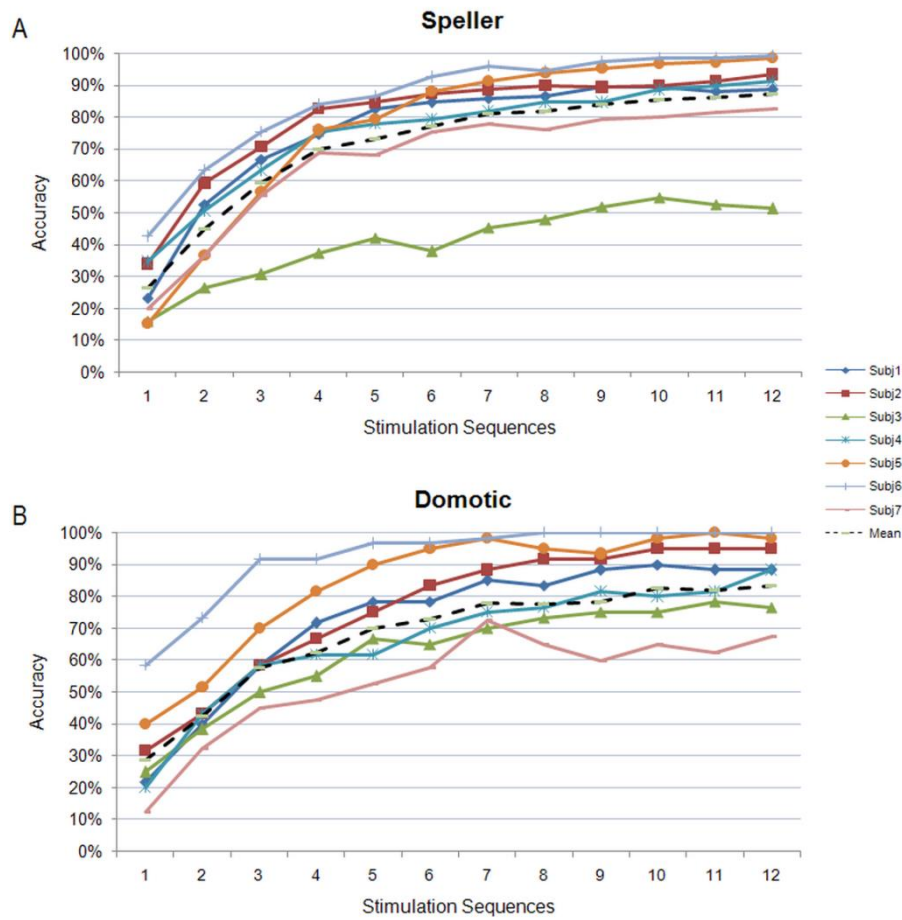 A
Speller
100%
90%
80%
70%
60%
50%
40%
30%
20%
10%
0%
Accuracy
1 2 3 4 5 6 7 8 9 10 11 12
Stimulation Sequences
Subj1
Subj2
Subj3
Subj4
Subj5
Subj6
Subj7
Mean
B
Domotic
100%
90%
80%
70%
60%
50%
40%
30%
20%
10%
0%
Accuracy
1 2 3 4 5 6 7 8 9 10 11 12
Stimulation Sequences